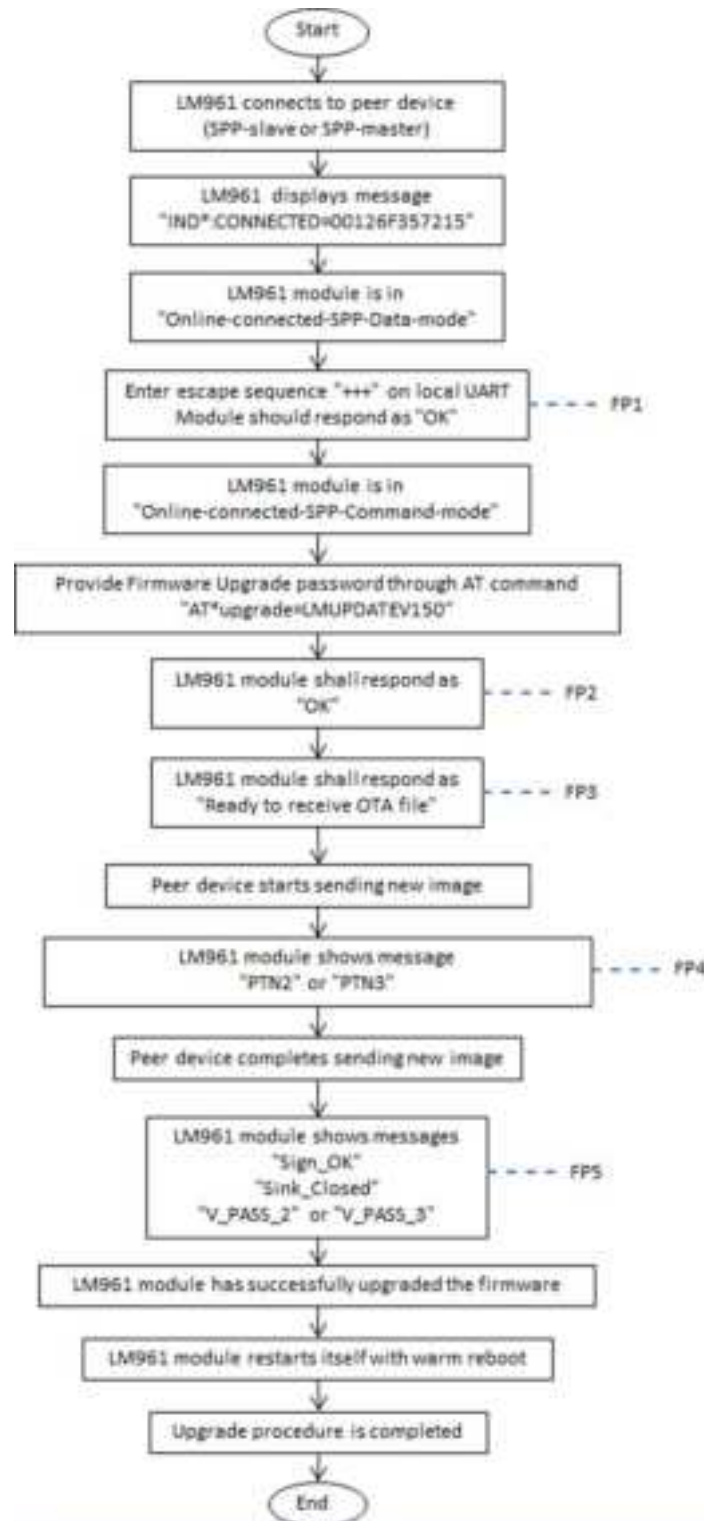 Start
LM961 connects to peer device
(SPP-slave or SPP-master)
LM961 displays message
"IND*:CONNECTED=00126F357215"
LM961 module is in
"Online-connected-SPP-Data-mode"
Enter escape sequence "+++" on local UART
Module should respond as "OK"
FP1
LM961 module is in
"Online-connected-SPP-Command-mode"
Provide Firmware Upgrade password through AT command
"AT*upgrade=LMUPDATEV150"
LM961 module shall respond as
"OK"
FP2
LM961 module shall respond as
"Ready to receive OTA file"
FP3
Peer device starts sending new image
LM961 module shows message
"PTN2" or "PTN3"
FP4
Peer device completes sending new image
LM961 module shows messages
"Sign_OK"
"Sink_Closed"
"V_PASS_2" or "V_PASS_3"
FP5
LM961 module has successfully upgraded the firmware
LM961 module restarts itself with warm reboot
Upgrade procedure is completed
End